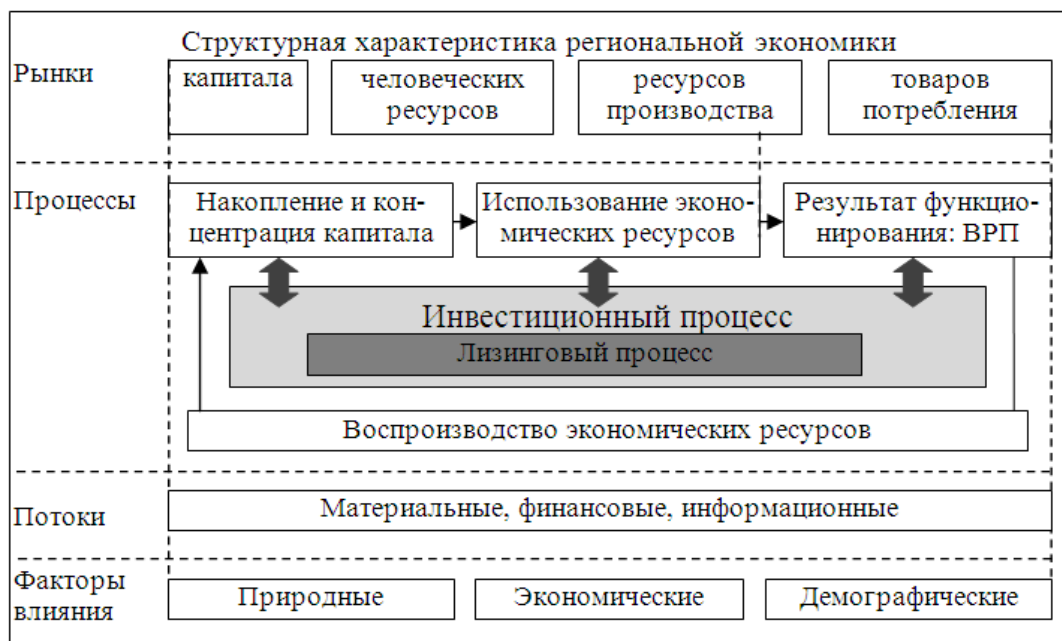 Структурная характеристика региональной экономики
Рынки
капитала
человеческих
ресурсов
ресурсов
производства
товаров
потребления
Процессы
Накопление и кон-
центрация капитала
Использование эконо-
мических ресурсов
Результат функцио-
нирования: ВРП
Инвестиционный процесс
Лизинговый процесс
Воспроизводство экономических ресурсов
Потоки
Материальные, финансовые, информационные
Факторы
влияния
Природные
Экономические
Демографические